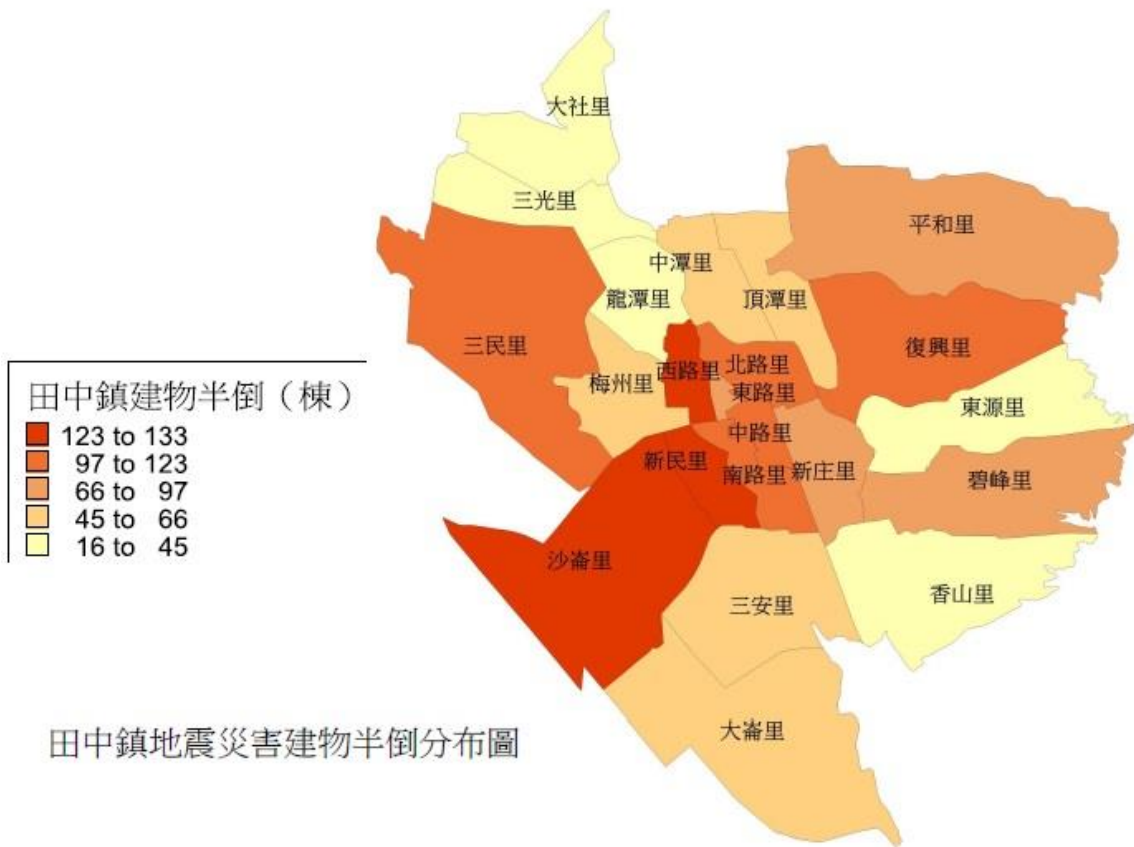 大社里
三光里
平和里
中潭里
龍潭里
頂潭里
三民里
西路里
北路里
復興里
梅州里
東路里
東源里
中路里
新民里
南路里
新庄里
碧峰里
沙崙里
三安里
香山里
大崙里
田中鎮建物半倒（棟）
123 to 133
97 to 123
66 to 97
45 to 66
16 to 45
田中鎮地震災害建物半倒分布圖